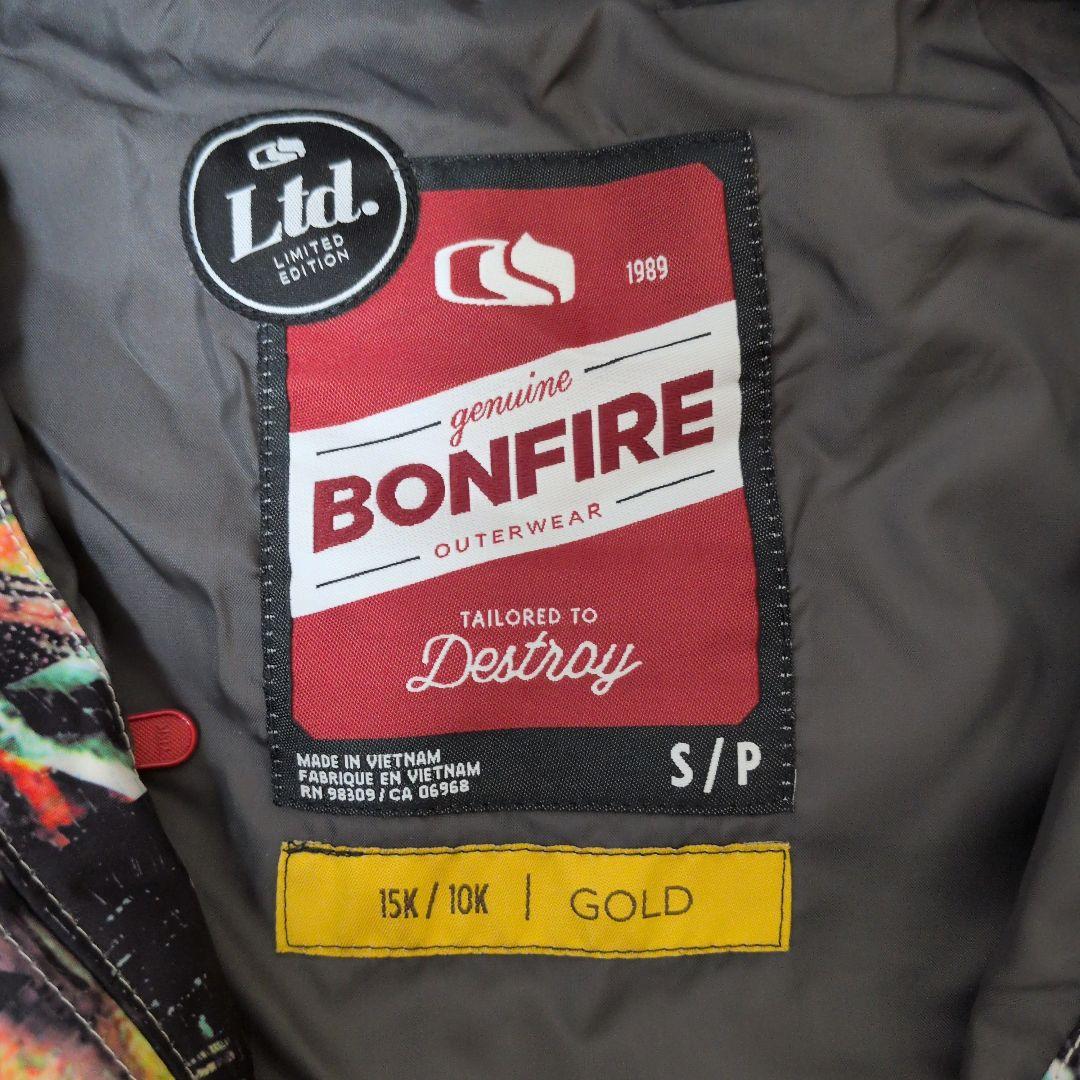 Ltd.
LIMITED
EDITION
1989
genuine
BONFIRE
OUTERWEAR
TAILORED TO
Destroy
MADE IN VIETNAM
FABRIQUE EN VIETNAM
RN 98309 / CA 06968
S / P
15K / 10K | GOLD